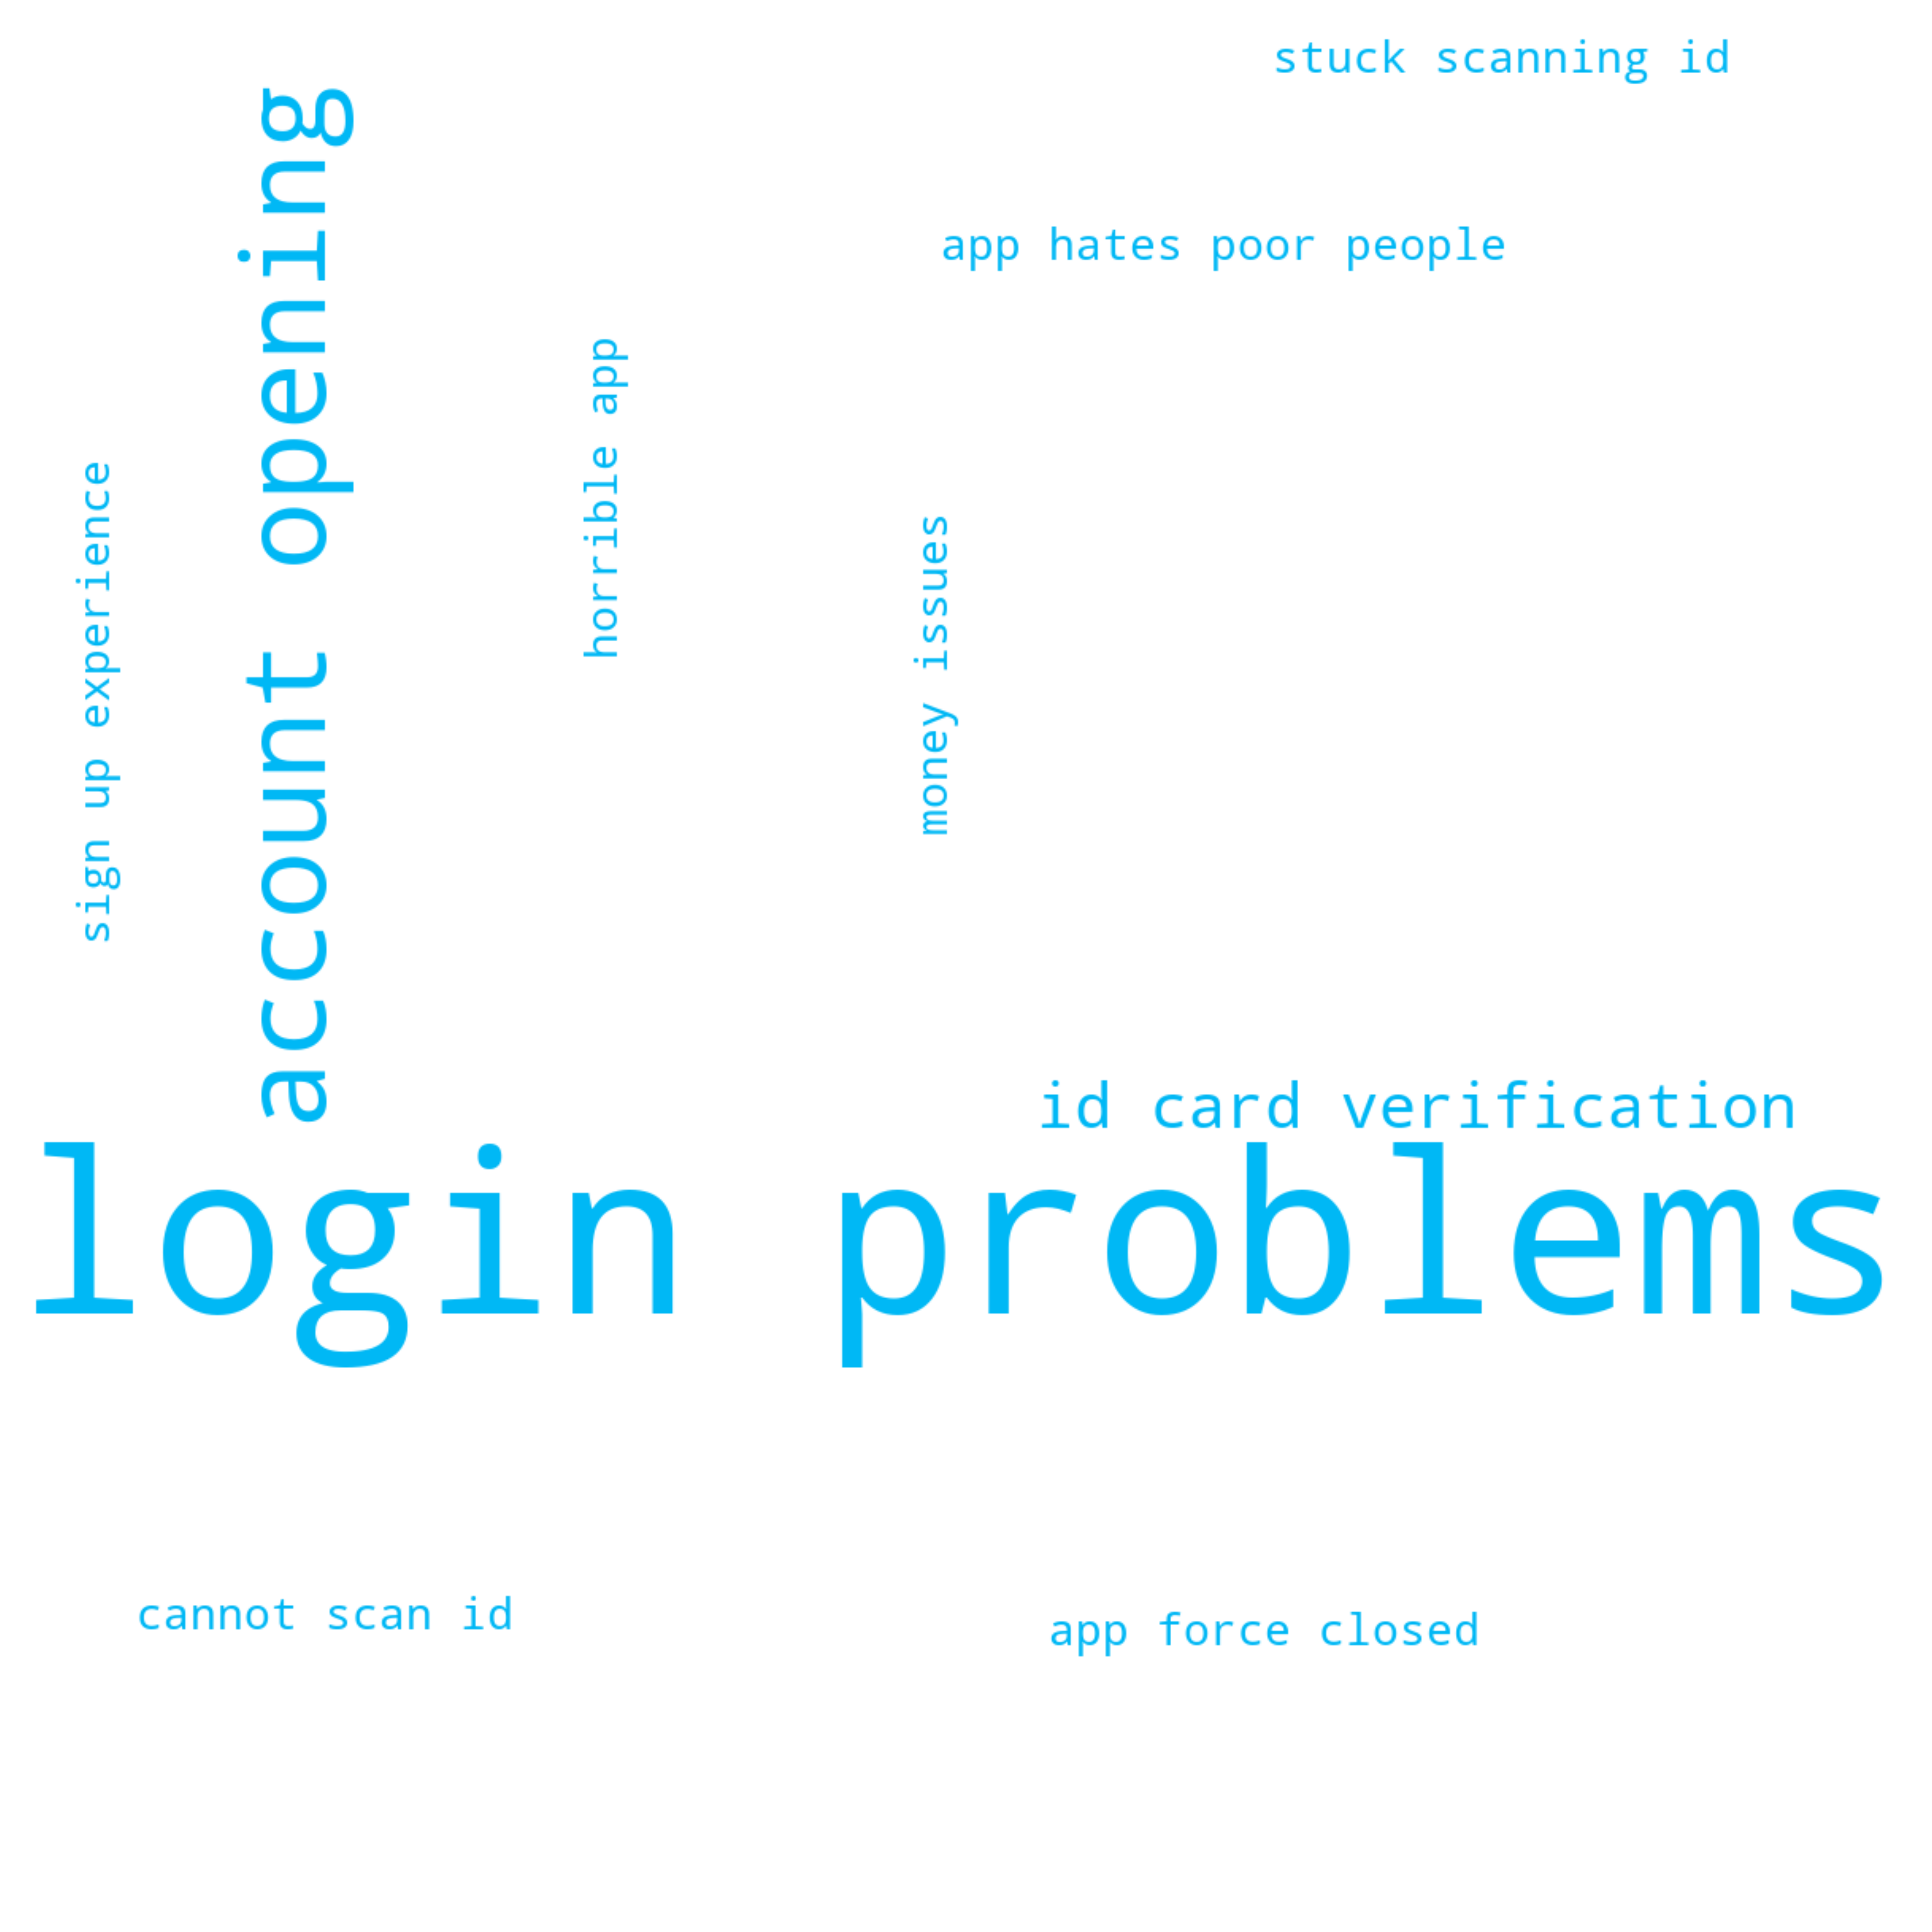 stuck scanning id
account opening
app hates poor people
horrible app
sign up experience
money issues
id card verification
login problems
cannot scan id
app force closed